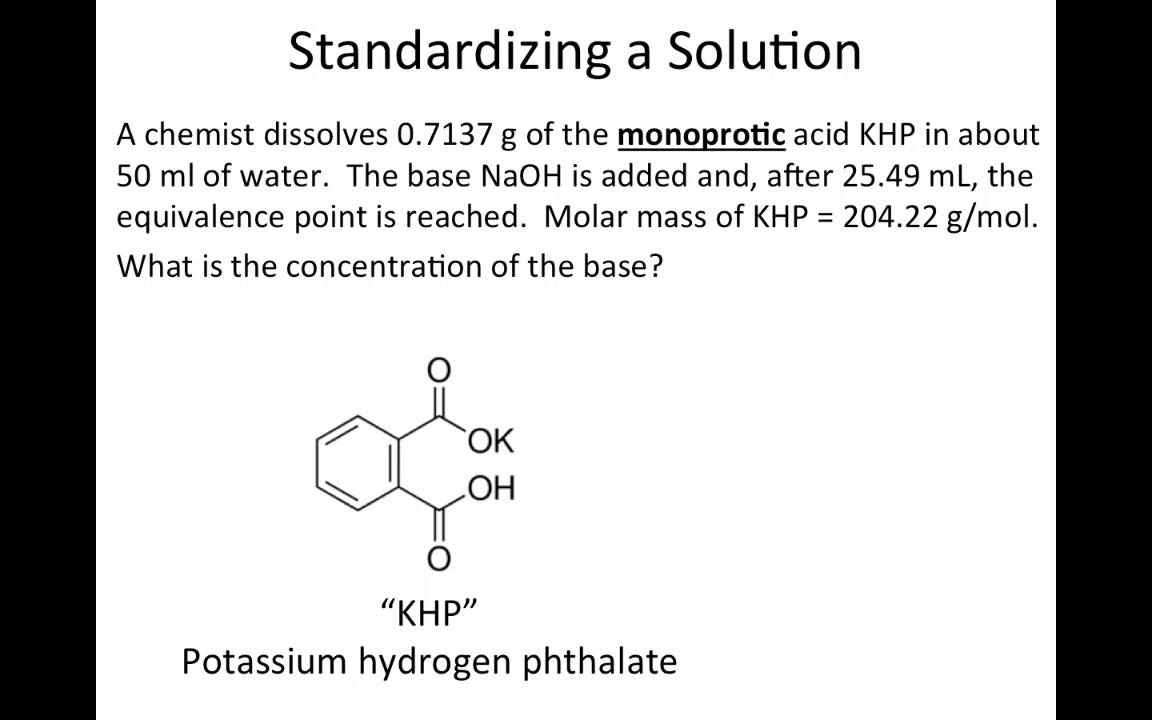 Standardizing a Solution
A chemist dissolves 0.7137 g of the monoprotic acid KHP in about
50 ml of water. The base NaOH is added and, after 25.49 mL, the
equivalence point is reached. Molar mass of KHP = 204.22 g/mol.
What is the concentration of the base?
O
OK
OH
O
“KHP”
Potassium hydrogen phthalate